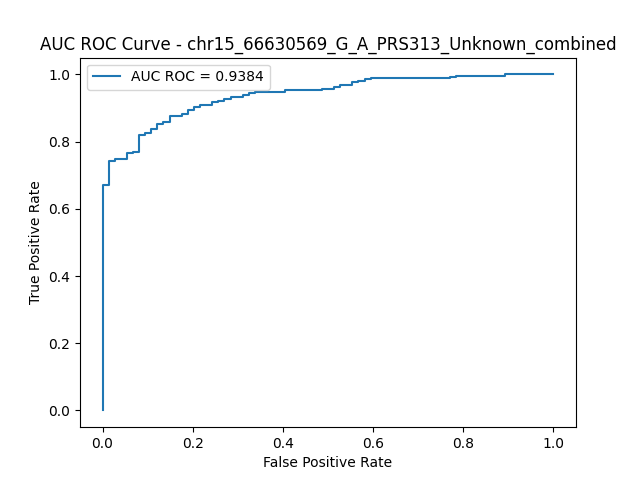 AUC ROC Curve - chr15_66630569_G_A_PRS313_Unknown_combined
AUC ROC = 0.9384
1.0
0.8
0.6
0.4
0.2
0.0
True Positive Rate
0.0 0.2 0.4 0.6 0.8 1.0
False Positive Rate